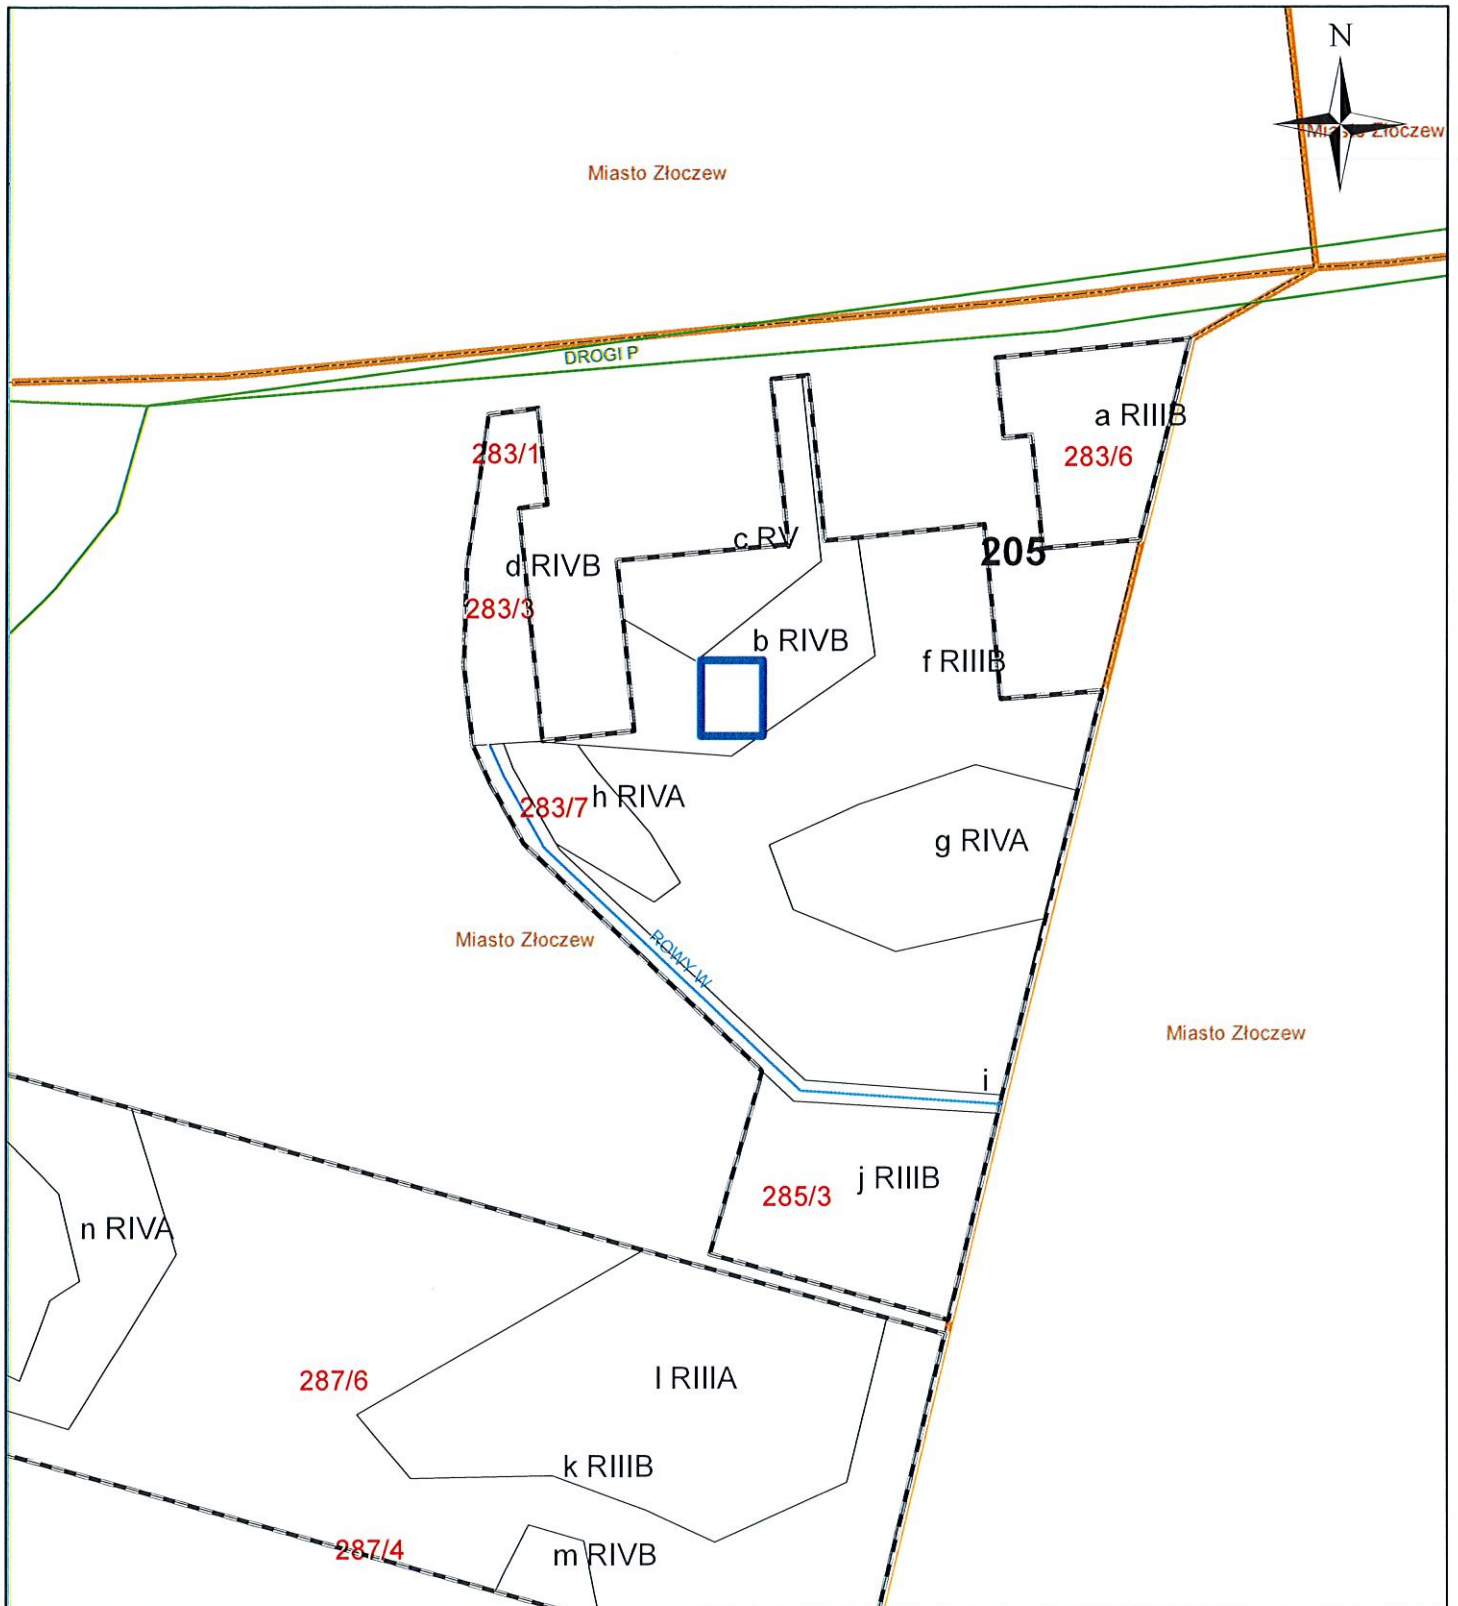 N
Miasto Złoczew
Miasto Złoczew
DROGI P
a RIIIB
283/6
283/1
c RV
205
d RIVB
283/3
b RIVB
f RIIIB
h RIVA
283/7
g RIVA
Miasto Złoczew
ROWY W
Miasto Złoczew
i
j RIIIB
285/3
n RIVA
287/6
l RIIIA
k RIIIB
287/4
m RIVB